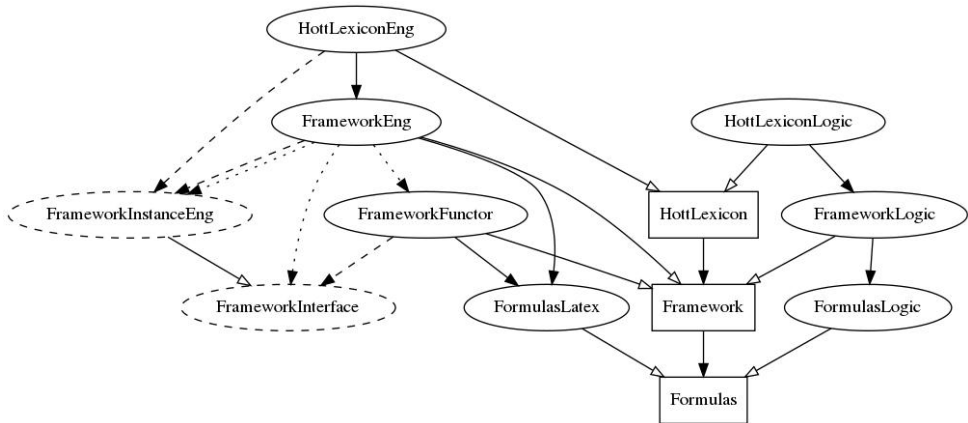 HottLexiconEng
FrameworkEng
HottLexiconLogic
FrameworkInstanceEng
FrameworkFunctor
HottLexicon
FrameworkLogic
FrameworkInterface
FormulasLatex
Framework
FormulasLogic
Formulas